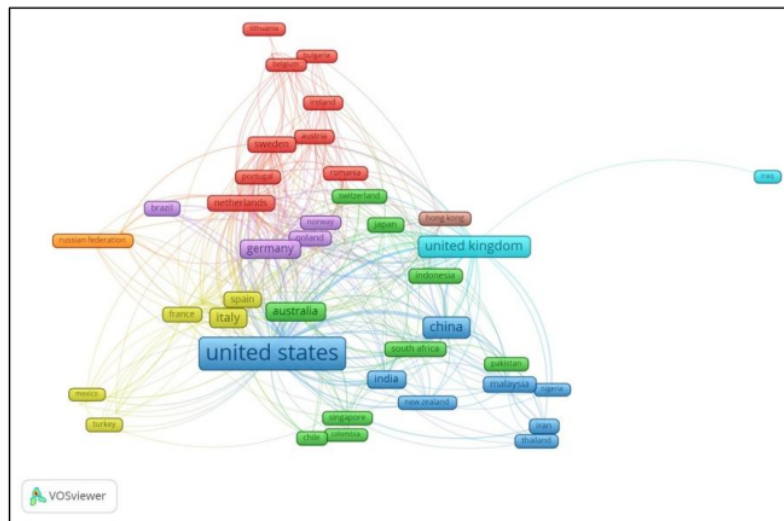 lithuania
bulgaria
belgium
ireland
austria
sweden
portugal
romania
switzerland
netherlands
brazil
norway
japan
hong kong
poland
russian federation
germany
united kingdom
iraq
indonesia
spain
france
italy
australia
china
united states
south africa
pakistan
india
malaysia
nigeria
mexico
new zealand
turkey
singapore
chile
colombia
iran
thailand
VOSviewer